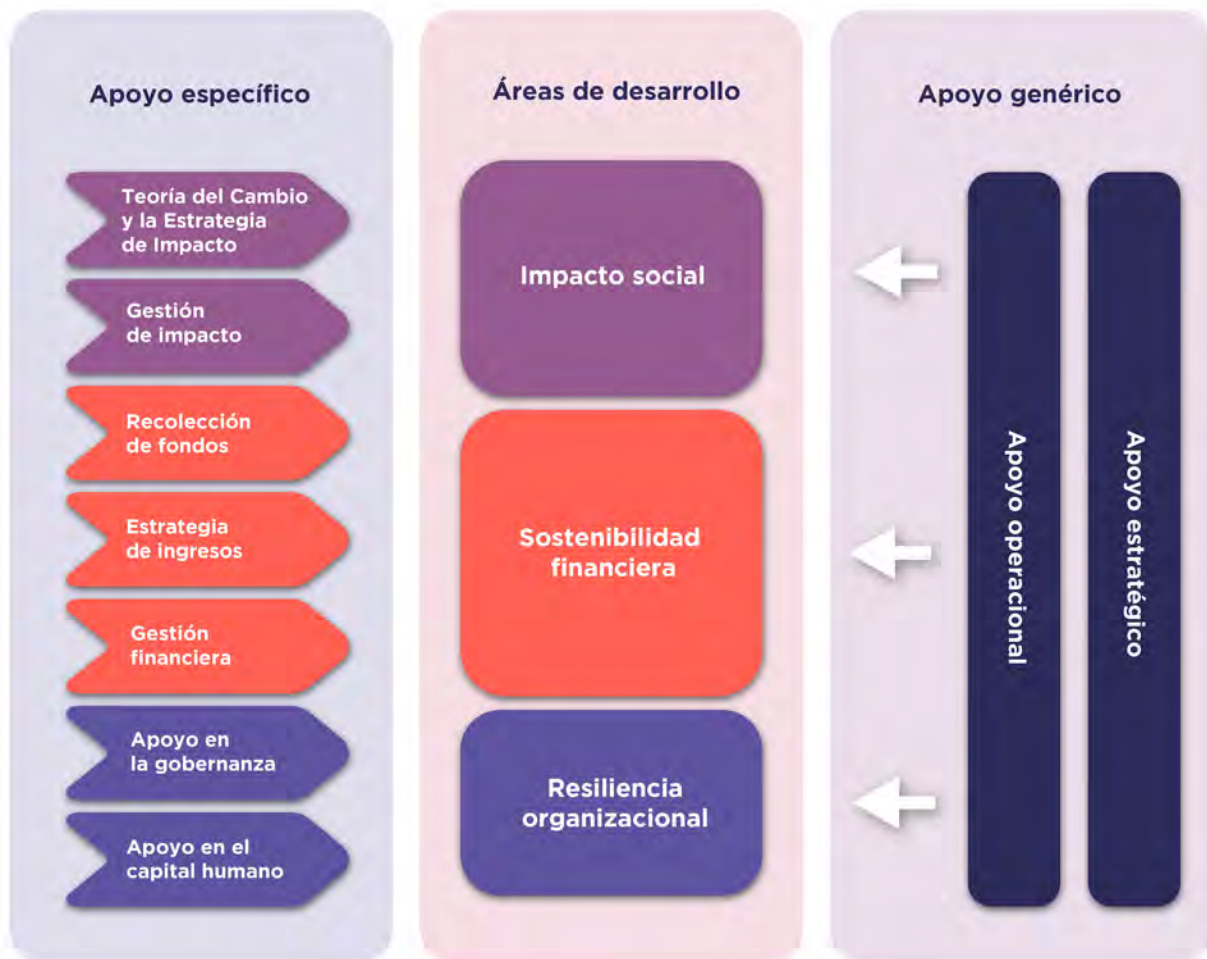 Apoyo específico
Teoría del Cambio
y la Estrategia
de Impacto
Gestión
de impacto
Recolección
de fondos
Estrategia
de ingresos
Gestión
financiera
Apoyo en
la gobernanza
Apoyo en el
capital humano
Áreas de desarrollo
Impacto social
Sostenibilidad
financiera
Resiliencia
organizacional
Apoyo genérico
Apoyo operacional
Apoyo estratégico